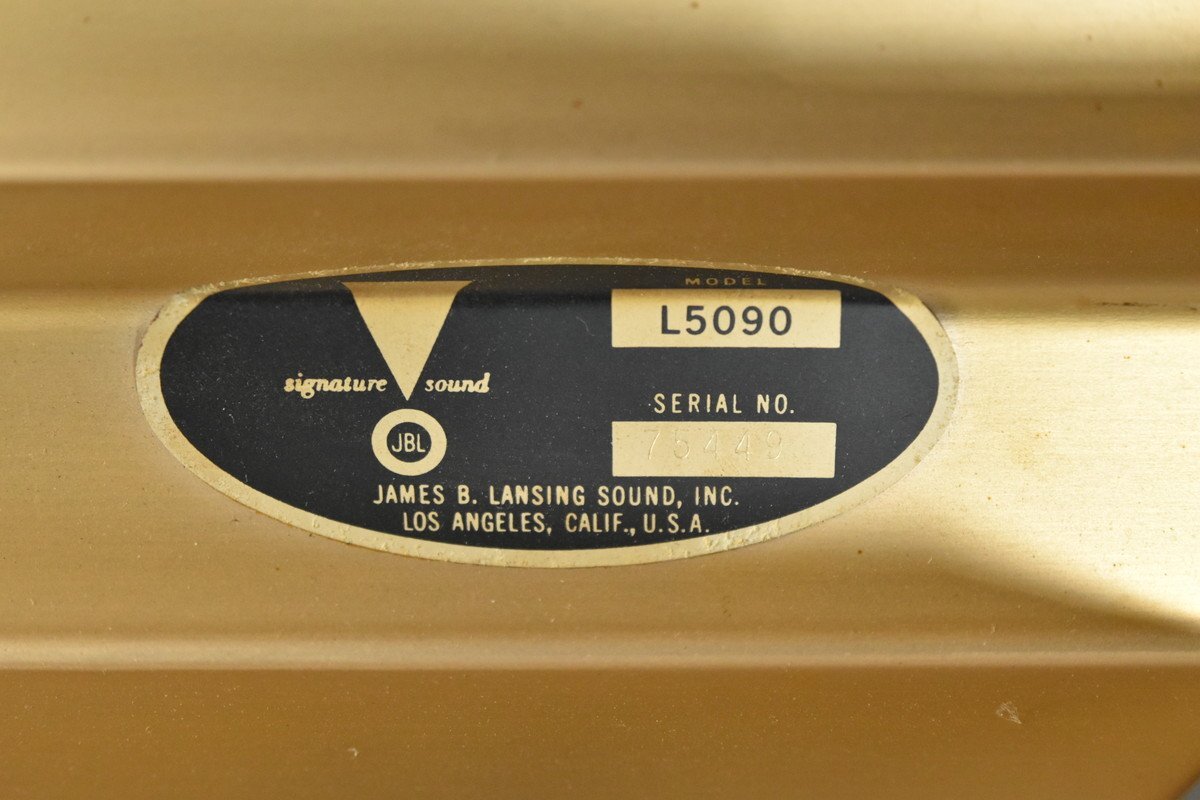 MODEL
L5090
signature sound
SERIAL NO.
75449
JBL
JAMES B. LANSING SOUND, INC.
LOS ANGELES, CALIF., U.S.A.